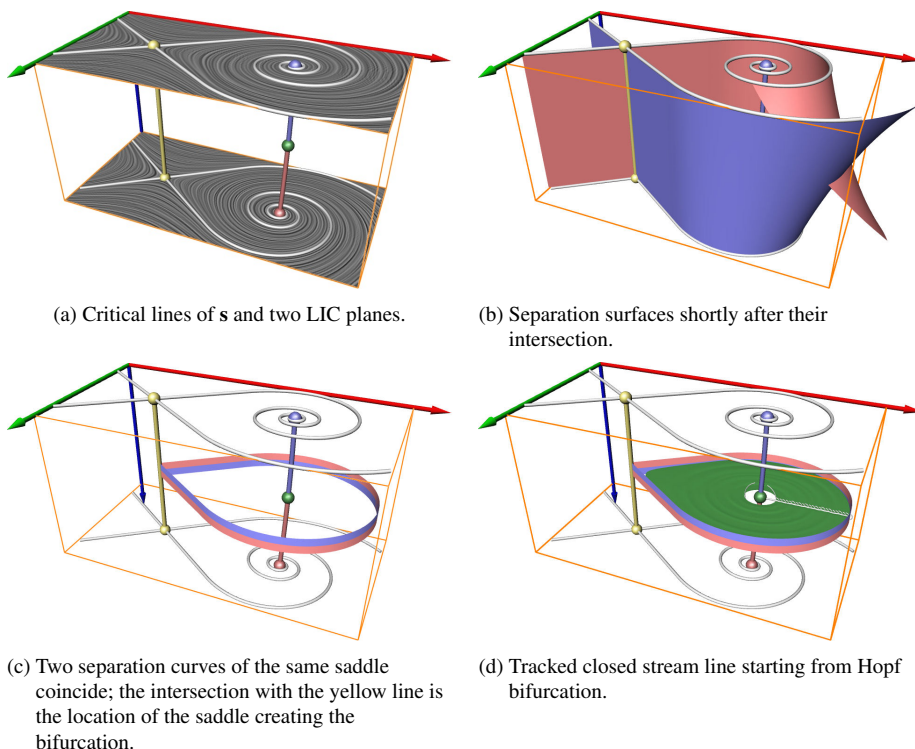 (a) Critical lines of s and two LIC planes.
(b) Separation surfaces shortly after their
intersection.
(c) Two separation curves of the same saddle
coincide; the intersection with the yellow line is
the location of the saddle creating the
bifurcation.
(d) Tracked closed stream line starting from Hopf
bifurcation.